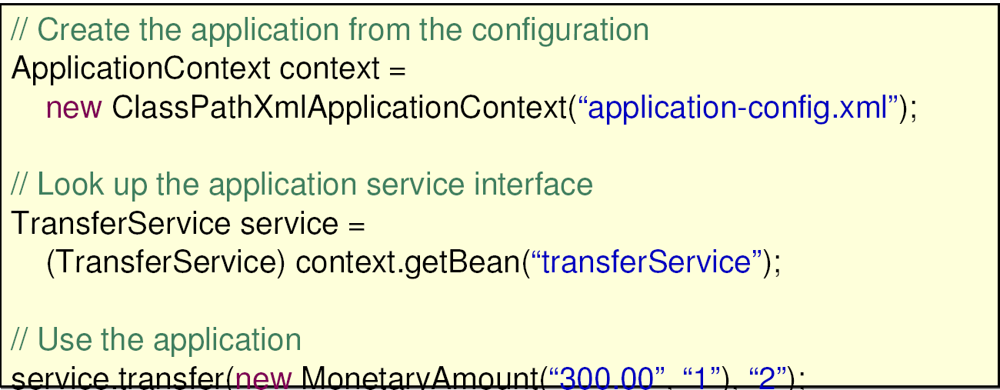 // Create the application from the configuration
ApplicationContext context =
new ClassPathXmlApplicationContext(“application-config.xml”);
// Look up the application service interface
TransferService service =
(TransferService) context.getBean(“transferService”);
// Use the application
service.transfer(new MonetaryAmount(“300.00”, “1”), “2”);